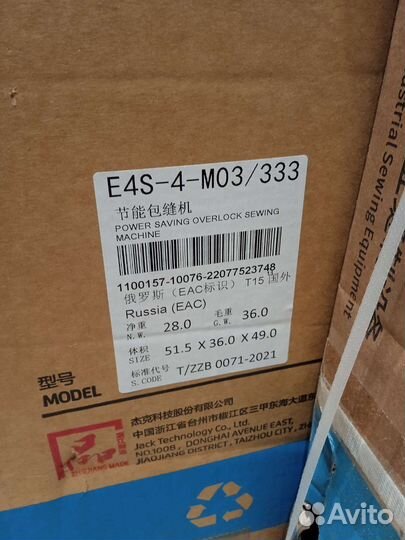 E4S-4-M03/333
节能包缝机
POWER SAVING OVERLOCK SEWING
MACHINE
1100157-10076-22077523748
俄罗斯（EAC标识） T15 国外
Russia (EAC)
净重 毛重
N.W. 28.0 G.W. 36.0
体积
SIZE 51.5 X 36.0 X 49.0
标准代号
S.CODE T/ZZB 0071-2021
型号
MODEL
品
ZHEJIANG MADE
杰克科技股份有限公司
中国浙江省台州市椒江区三甲东海大道东
Jack Technology Co., Ltd.
NO.1008, DONGHAI AVENUE EAST,
JIAOJIANG DISTRICT, TAIZHOU CITY,
Industrial Sewing Equipment
Avito